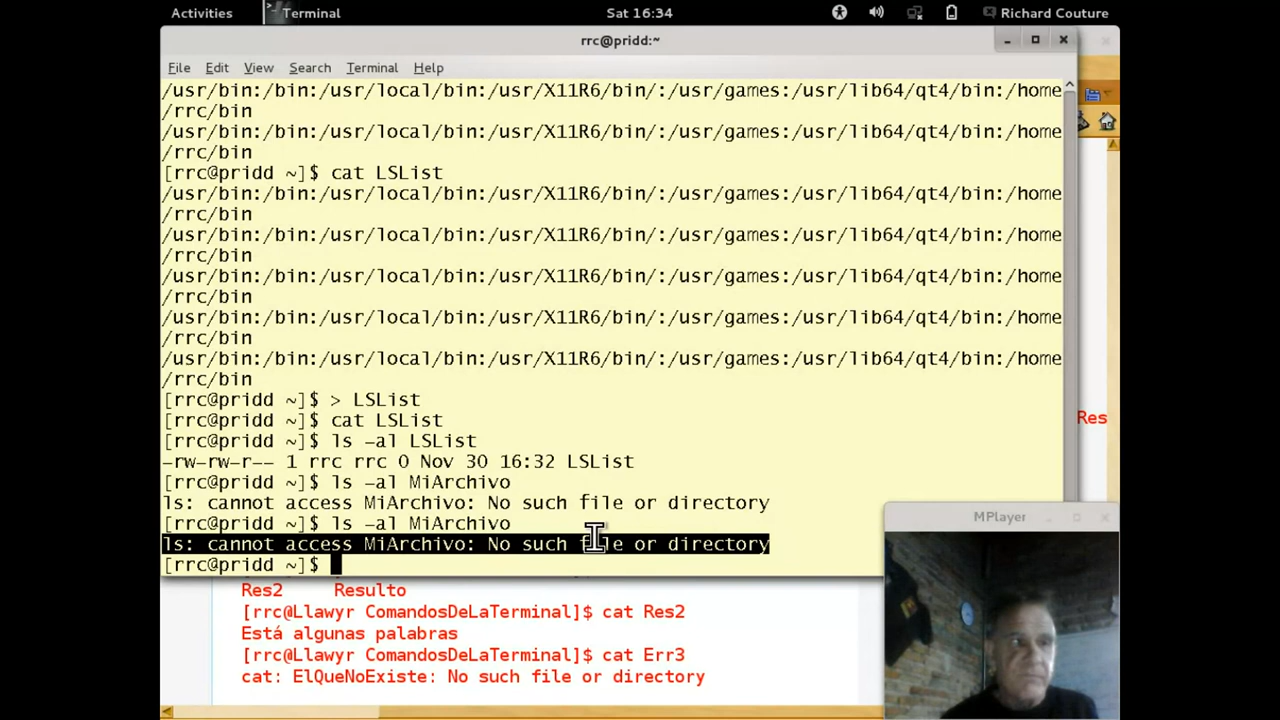 Activities Terminal Sat 16:34 Richard Couture
rrc@pridd:~
File Edit View Search Terminal Help
/usr/bin:/bin:/usr/local/bin:/usr/X11R6/bin/:/usr/games:/usr/lib64/qt4/bin:/home
/rrc/bin
/usr/bin:/bin:/usr/local/bin:/usr/X11R6/bin/:/usr/games:/usr/lib64/qt4/bin:/home
/rrc/bin
[rrc@pridd ~]$ cat LSList
/usr/bin:/bin:/usr/local/bin:/usr/X11R6/bin/:/usr/games:/usr/lib64/qt4/bin:/home
/rrc/bin
/usr/bin:/bin:/usr/local/bin:/usr/X11R6/bin/:/usr/games:/usr/lib64/qt4/bin:/home
/rrc/bin
/usr/bin:/bin:/usr/local/bin:/usr/X11R6/bin/:/usr/games:/usr/lib64/qt4/bin:/home
/rrc/bin
/usr/bin:/bin:/usr/local/bin:/usr/X11R6/bin/:/usr/games:/usr/lib64/qt4/bin:/home
/rrc/bin
/usr/bin:/bin:/usr/local/bin:/usr/X11R6/bin/:/usr/games:/usr/lib64/qt4/bin:/home
/rrc/bin
[rrc@pridd ~]$ > LSList
[rrc@pridd ~]$ cat LSList
[rrc@pridd ~]$ ls -al LSList
-rw-rw-r-- 1 rrc rrc 0 Nov 30 16:32 LSList
[rrc@pridd ~]$ ls -al MiArchivo
ls: cannot access MiArchivo: No such file or directory
[rrc@pridd ~]$ ls -al MiArchivo
ls: cannot access MiArchivo: No such file or directory
[rrc@pridd ~]$
Res
MPlayer
Res2 Resulto
[rrc@Llawyr ComandosDeLaTerminal]$ cat Res2
Está algunas palabras
[rrc@Llawyr ComandosDeLaTerminal]$ cat Err3
cat: ElQueNoExiste: No such file or directory